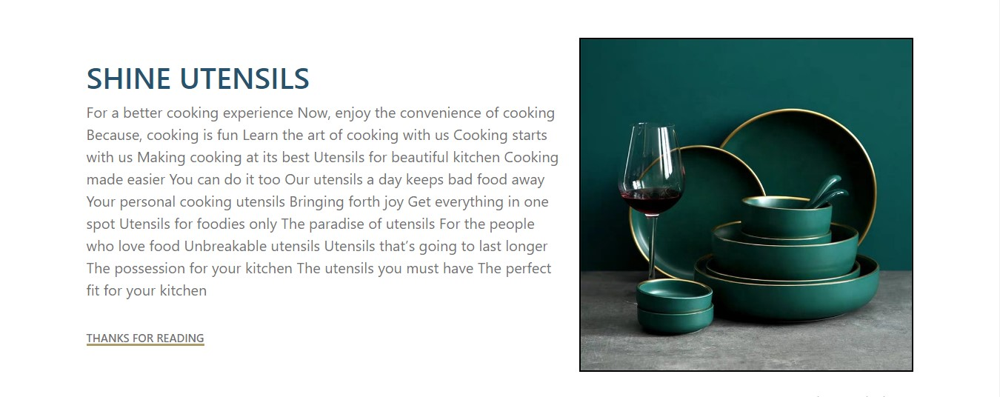 SHINE UTENSILS
For a better cooking experience Now, enjoy the convenience of cooking
Because, cooking is fun Learn the art of cooking with us Cooking starts
with us Making cooking at its best Utensils for beautiful kitchen Cooking
made easier You can do it too Our utensils a day keeps bad food away
Your personal cooking utensils Bringing forth joy Get everything in one
spot Utensils for foodies only The paradise of utensils For the people
who love food Unbreakable utensils Utensils that’s going to last longer
The possession for your kitchen The utensils you must have The perfect
fit for your kitchen
THANKS FOR READING